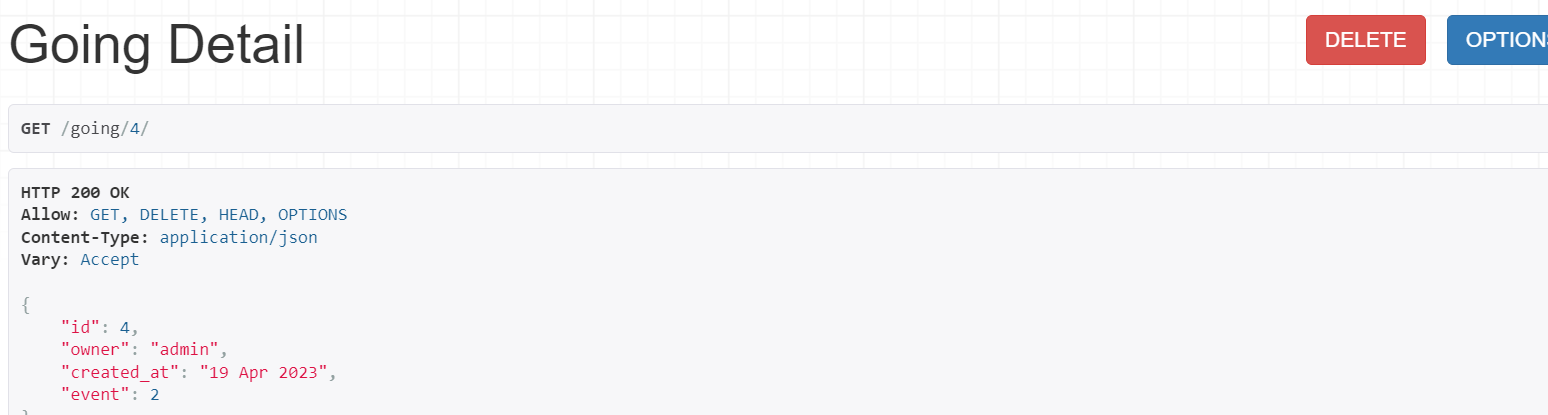 Going Detail
DELETE
OPTIONS
GET /going/4/
HTTP 200 OK
Allow: GET, DELETE, HEAD, OPTIONS
Content-Type: application/json
Vary: Accept
{
    "id": 4,
    "owner": "admin",
    "created_at": "19 Apr 2023",
    "event": 2
}